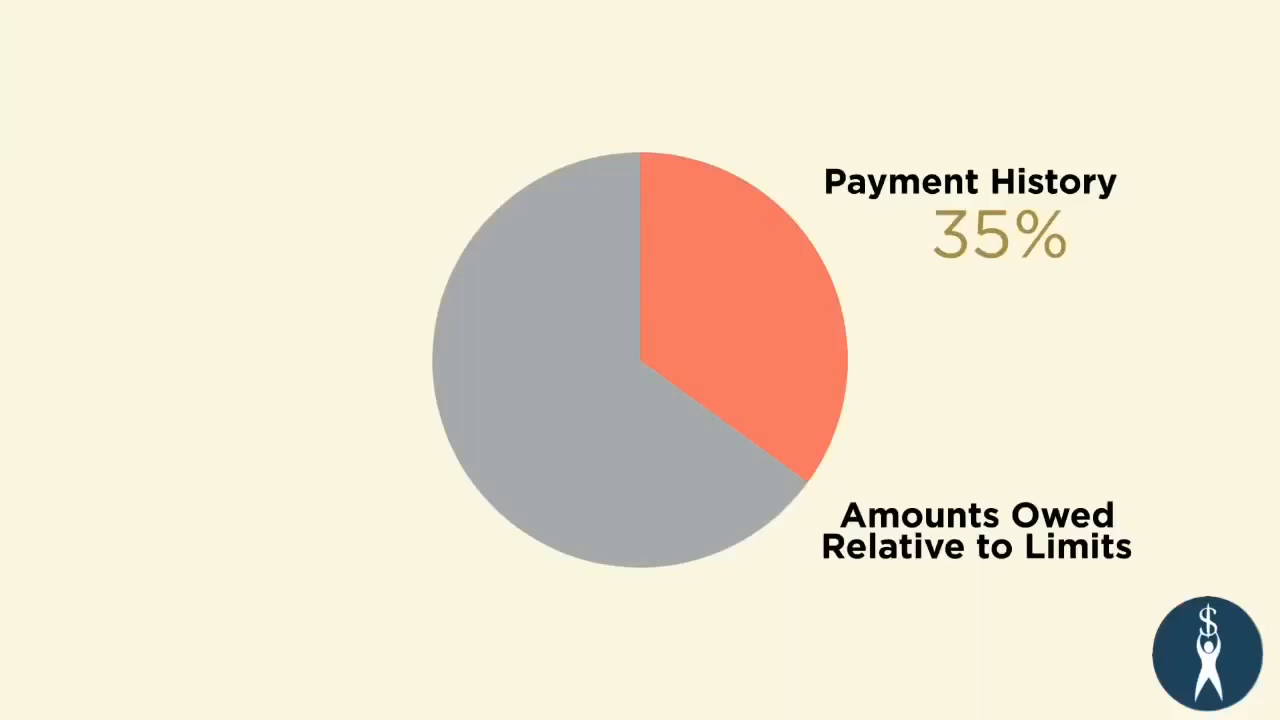 Payment History
35%
Amounts Owed
Relative to Limits
$